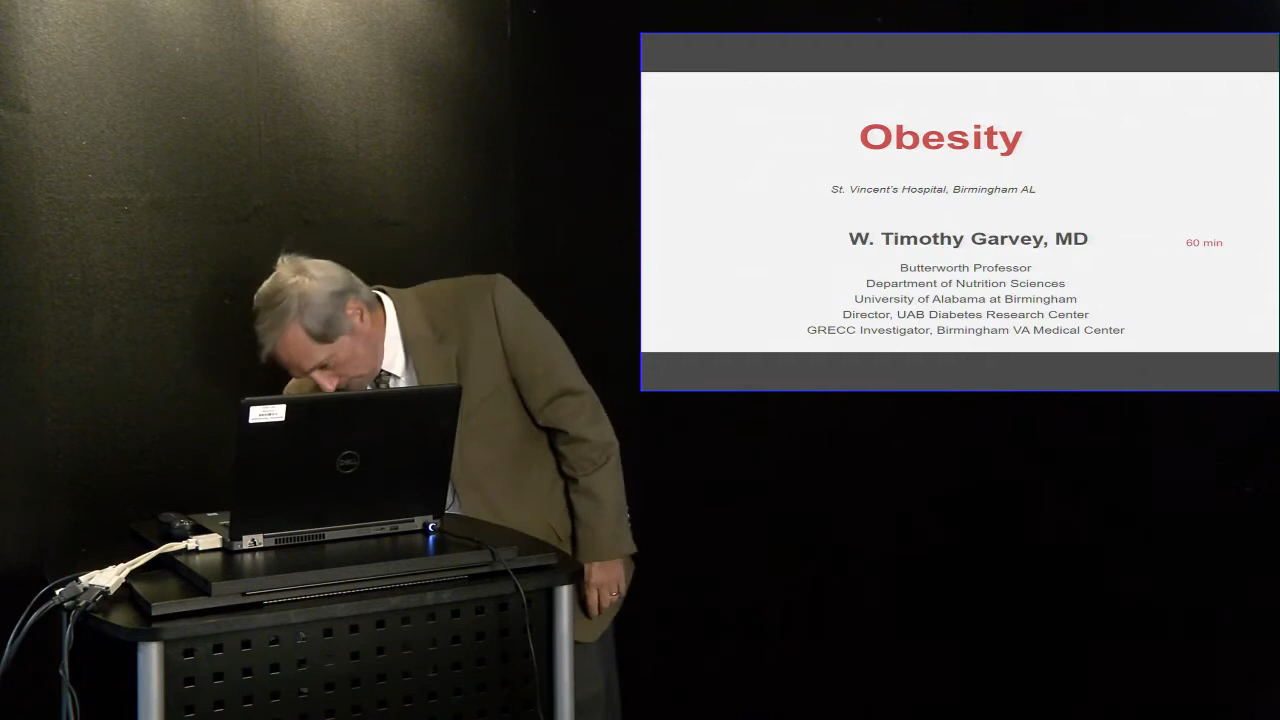 Obesity
St. Vincent's Hospital, Birmingham AL
W. Timothy Garvey, MD
60 min
Butterworth Professor
Department of Nutrition Sciences
University of Alabama at Birmingham
Director, UAB Diabetes Research Center
GRECC Investigator, Birmingham VA Medical Center
DELL